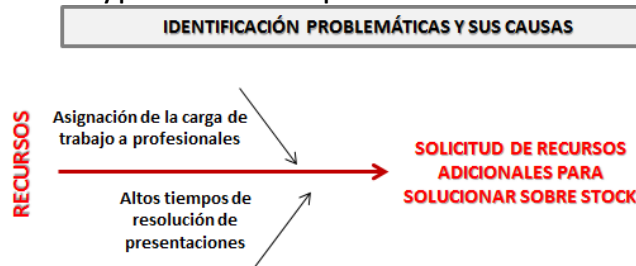 IDENTIFICACIÓN PROBLEMÁTICAS Y SUS CAUSAS
RECURSOS
Asignación de la carga de
trabajo a profesionales
Altos tiempos de
resolución de
presentaciones
SOLICITUD DE RECURSOS
ADICIONALES PARA
SOLUCIONAR SOBRE STOCK